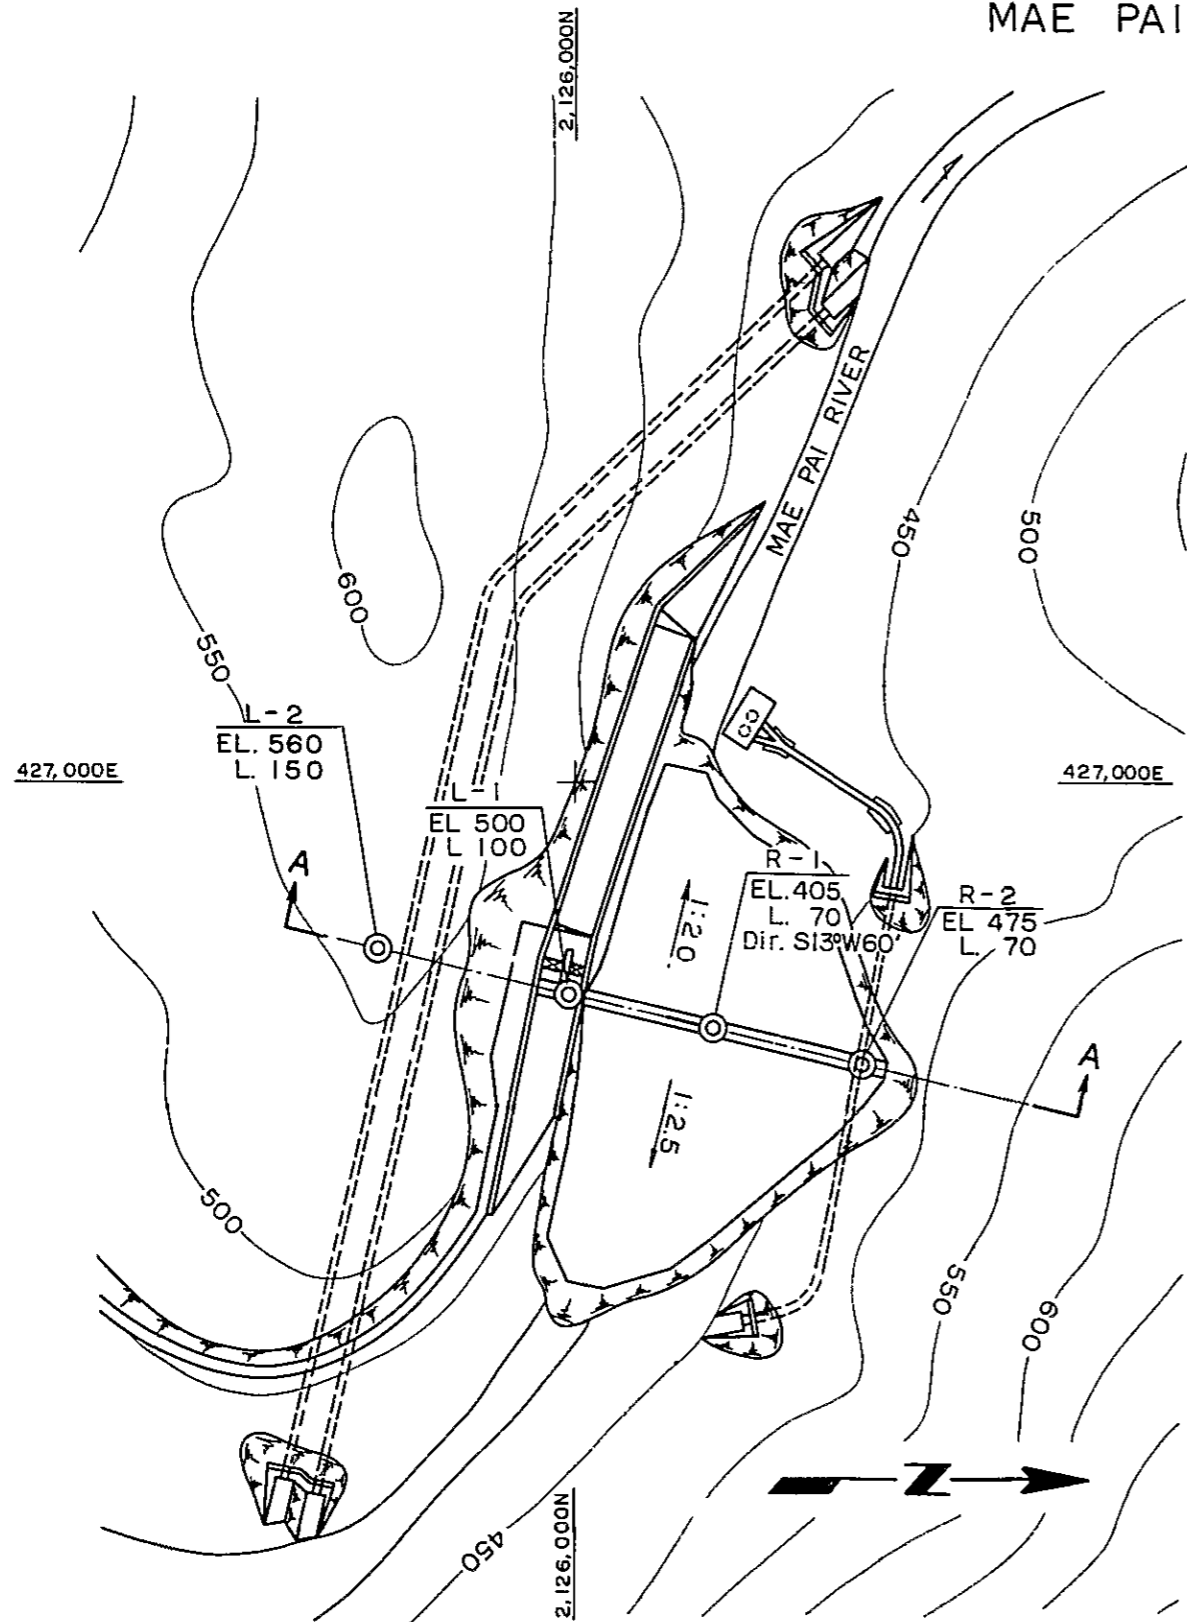 MAE PAI
2,126,000N
MAE PAI RIVER
450
500
600
550
L-2
EL. 560
L. 150
427,000E
427,000E
L-1
EL 500
L 100
A
R-1
EL. 405
L. 70
Dir. S13°W60
R-2
EL 475
L. 70
1:2.0
A
1:2.5
500
550
600
N
450
2,126,000N